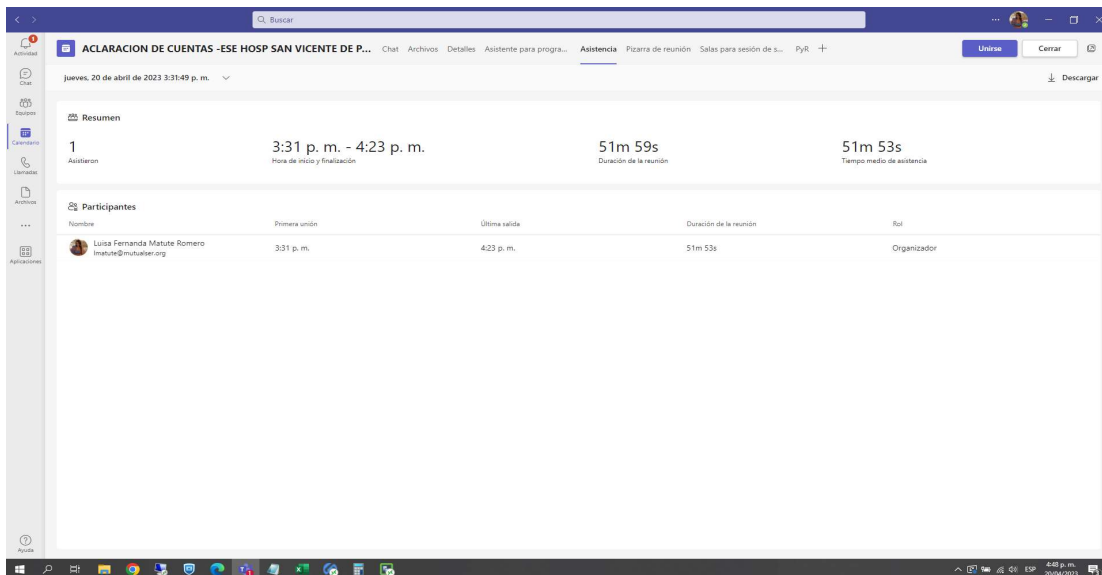 Buscar
1
Actividad
Chat
Equipos
Calendario
Llamadas
Archivos
Aplicaciones
Ayuda
ACLARACION DE CUENTAS -ESE HOSP SAN VICENTE DE P... Chat Archivos Detalles Asistente para progra... Asistencia Pizarra de reunión Salas para sesión de s... PyR + Unirse Cerrar
jueves, 20 de abril de 2023 3:31:49 p. m. Descargar
Resumen
1 3:31 p. m. - 4:23 p. m. 51m 59s 51m 53s
Asistieron Hora de inicio y finalización Duración de la reunión Tiempo medio de asistencia
Participantes
Nombre Primera unión Última salida Duración de la reunión Rol
Luisa Fernanda Matute Romero 3:31 p. m. 4:23 p. m. 51m 53s Organizador
lmatute@mutualser.org
ESP 4:48 p. m.
20/04/2023